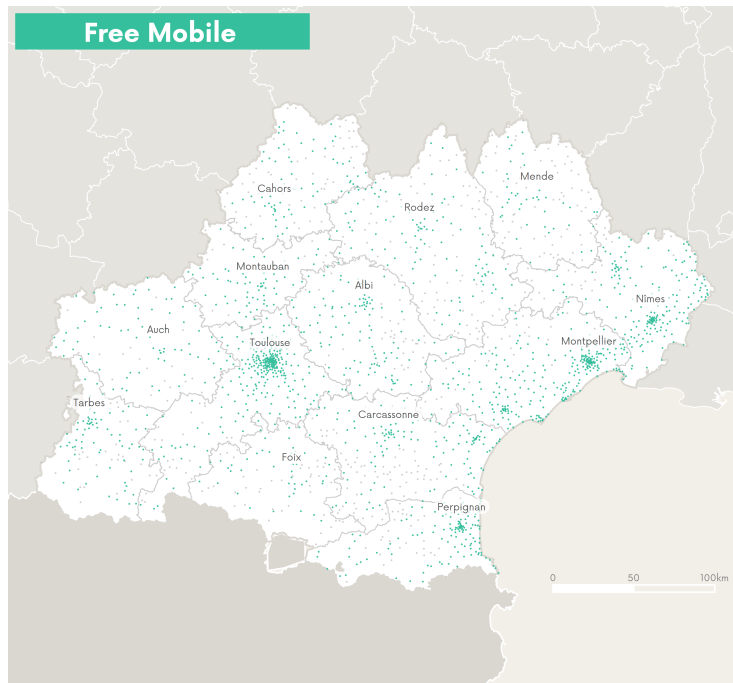 Free Mobile
Mende
Cahors
Rodez
Montauban
Albi
Nîmes
Auch
Toulouse
Montpellier
Tarbes
Carcassonne
Foix
Perpignan
0 50 100km